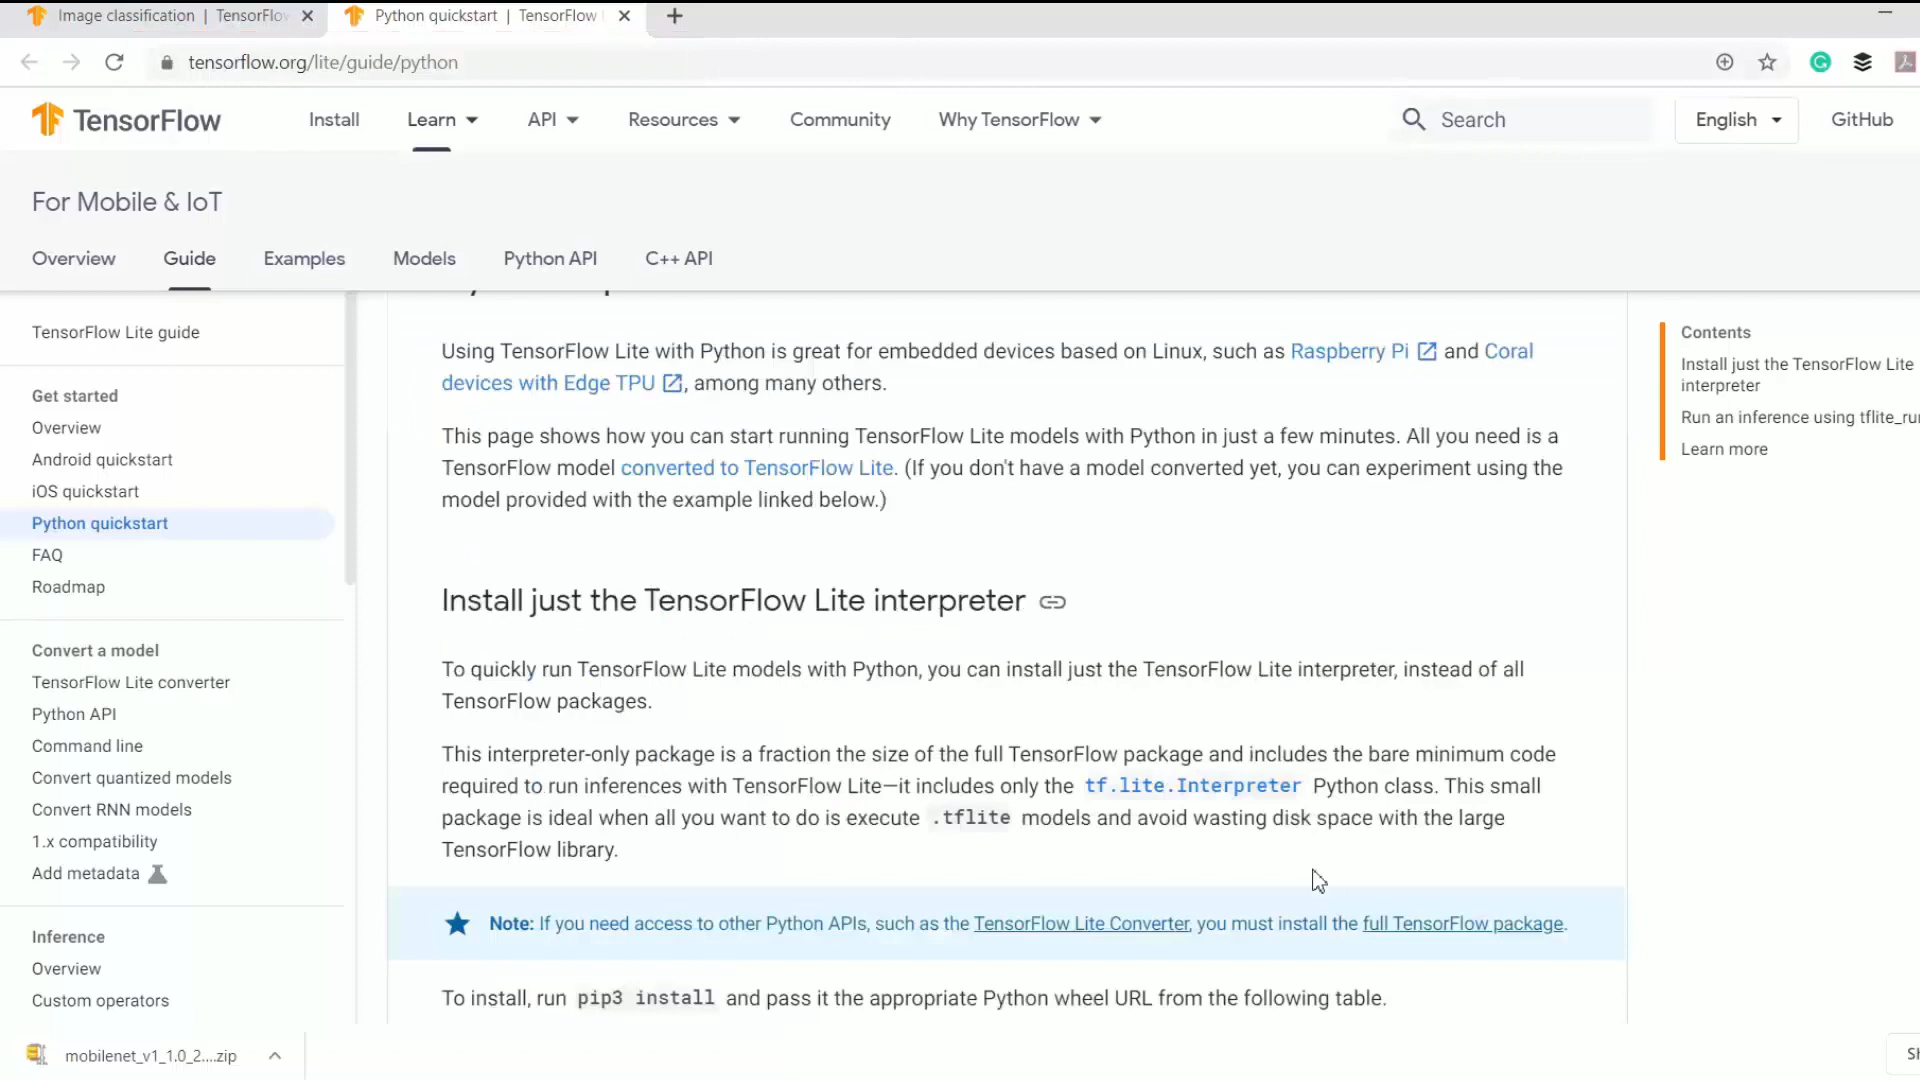 Image classification | TensorFlow
Python quickstart | TensorFlow
tensorflow.org/lite/guide/python
TensorFlow
Install
Learn
API
Resources
Community
Why TensorFlow
Search
English
GitHub
For Mobile & IoT
Overview
Guide
Examples
Models
Python API
C++ API
TensorFlow Lite guide
Get started
Overview
Android quickstart
iOS quickstart
Python quickstart
FAQ
Roadmap
Convert a model
TensorFlow Lite converter
Python API
Command line
Convert quantized models
Convert RNN models
1.x compatibility
Add metadata
Inference
Overview
Custom operators
Using TensorFlow Lite with Python is great for embedded devices based on Linux, such as Raspberry Pi and Coral
devices with Edge TPU , among many others.
This page shows how you can start running TensorFlow Lite models with Python in just a few minutes. All you need is a
TensorFlow model converted to TensorFlow Lite. (If you don't have a model converted yet, you can experiment using the
model provided with the example linked below.)
Install just the TensorFlow Lite interpreter
To quickly run TensorFlow Lite models with Python, you can install just the TensorFlow Lite interpreter, instead of all
TensorFlow packages.
This interpreter-only package is a fraction the size of the full TensorFlow package and includes the bare minimum code
required to run inferences with TensorFlow Lite—it includes only the tf.lite.Interpreter Python class. This small
package is ideal when all you want to do is execute .tflite models and avoid wasting disk space with the large
TensorFlow library.
Note: If you need access to other Python APIs, such as the TensorFlow Lite Converter, you must install the full TensorFlow package.
To install, run pip3 install and pass it the appropriate Python wheel URL from the following table.
Contents
Install just the TensorFlow Lite
interpreter
Run an inference using tflite_ru
Learn more
mobilenet_v1_1.0_2....zip